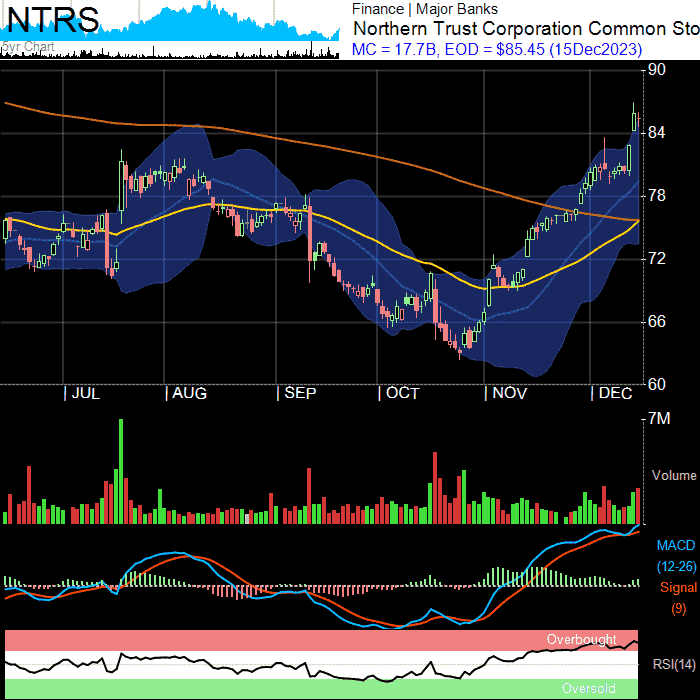 NTRS
5yr Chart
Finance | Major Banks
Northern Trust Corporation Common Sto
MC = 17.7B, EOD = $85.45 (15Dec2023)
90
84
78
72
66
60
| JUL | AUG | SEP | OCT | NOV | DEC
7M
Volume
MACD
(12-26)
Signal
(9)
Overbought
RSI(14)
Oversold